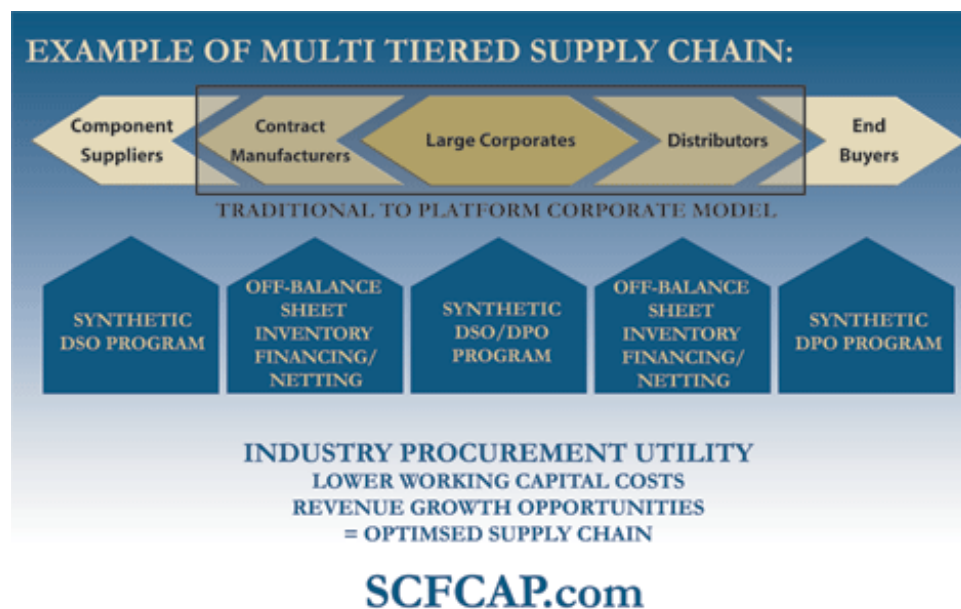 EXAMPLE OF MULTI TIERED SUPPLY CHAIN:
Component
Suppliers
Contract
Manufacturers
Large Corporates
Distributors
End
Buyers
TRADITIONAL TO PLATFORM CORPORATE MODEL
SYNTHETIC
DSO PROGRAM
OFF-BALANCE
SHEET
INVENTORY
FINANCING/
NETTING
SYNTHETIC
DSO/DPO
PROGRAM
OFF-BALANCE
SHEET
INVENTORY
FINANCING/
NETTING
SYNTHETIC
DPO PROGRAM
INDUSTRY PROCUREMENT UTILITY
LOWER WORKING CAPITAL COSTS
REVENUE GROWTH OPPORTUNITIES
= OPTIMSED SUPPLY CHAIN
SCFCAP.com